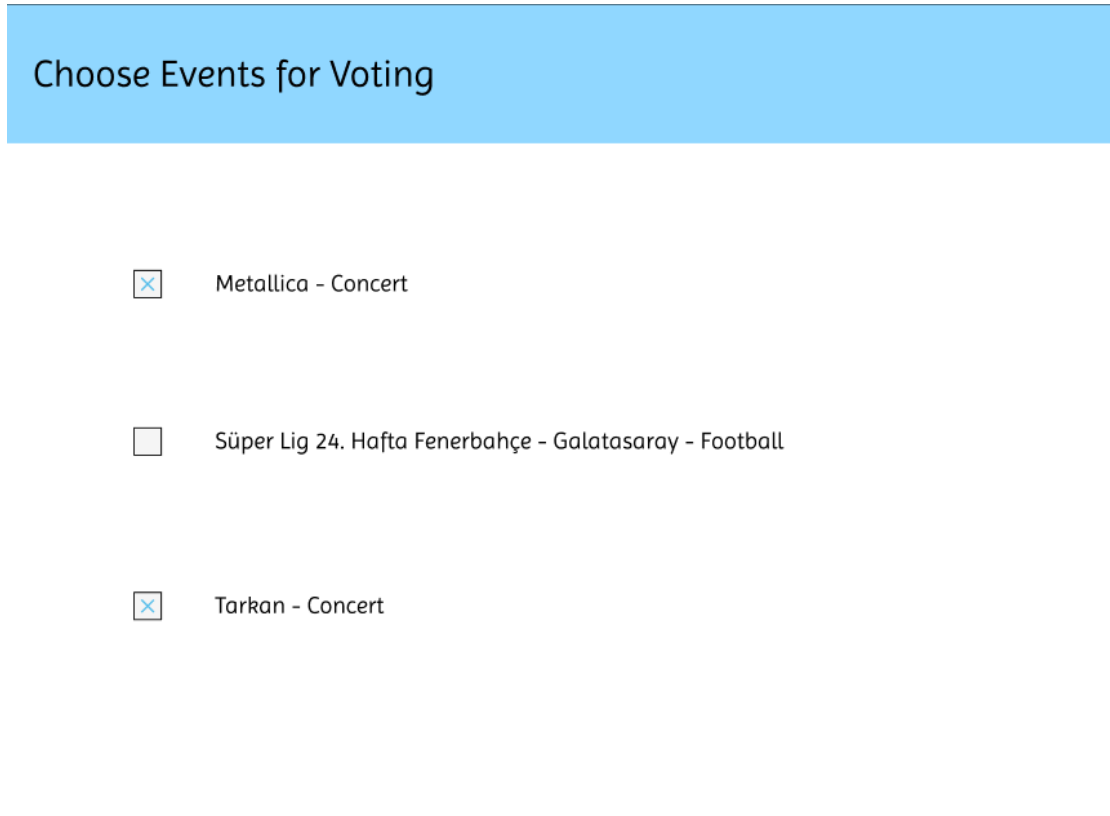 Choose Events for Voting
Metallica - Concert
Süper Lig 24. Hafta Fenerbahçe - Galatasaray - Football
Tarkan - Concert